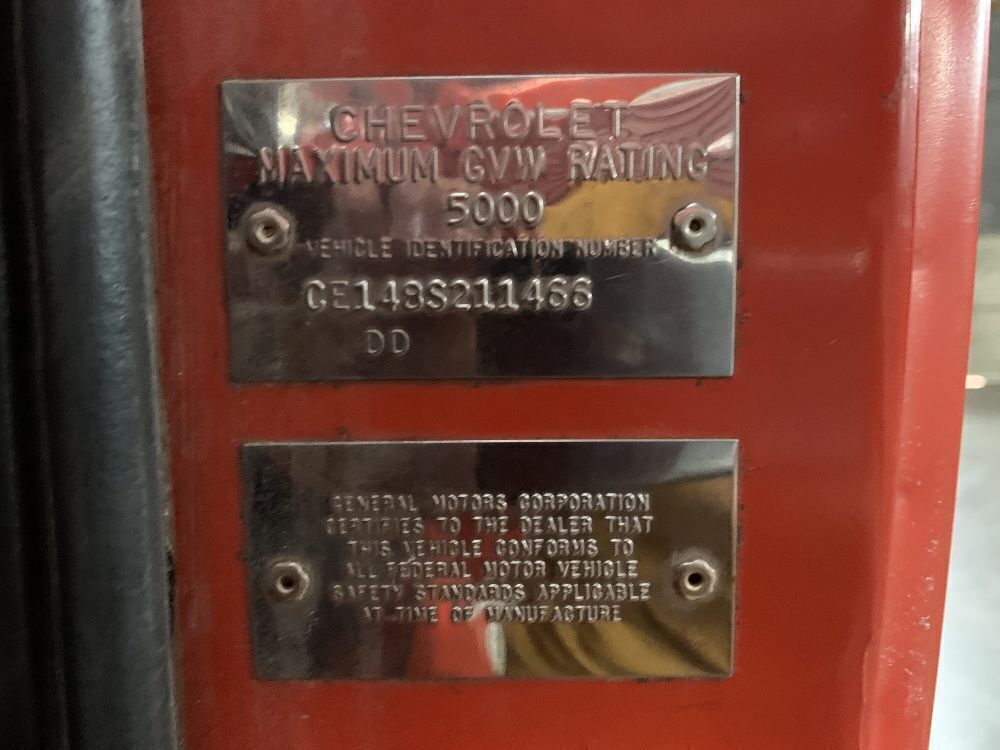 CHEVROLET
MAXIMUM GVW RATING
5000
VEHICLE IDENTIFICATION NUMBER
CE148S211466
DD
GENERAL MOTORS CORPORATION
CERTIFIES TO THE DEALER THAT
THIS VEHICLE CONFORMS TO
ALL FEDERAL MOTOR VEHICLE
SAFETY STANDARDS APPLICABLE
AT TIME OF MANUFACTURE